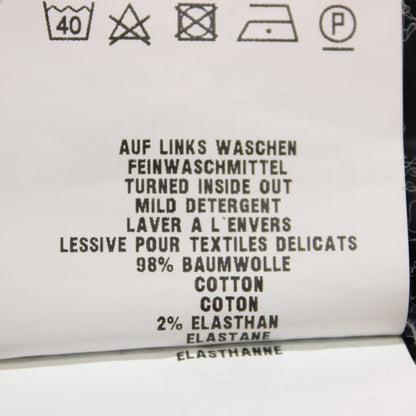 40 P
AUF LINKS WASCHEN
FEINWASCHMITTEL
TURNED INSIDE OUT
MILD DETERGENT
LAVER A L`ENVERS
LESSIVE POUR TEXTILES DELICATS
98% BAUMWOLLE
COTTON
COTON
2% ELASTHAN
ELASTANE
ELASTHANNE